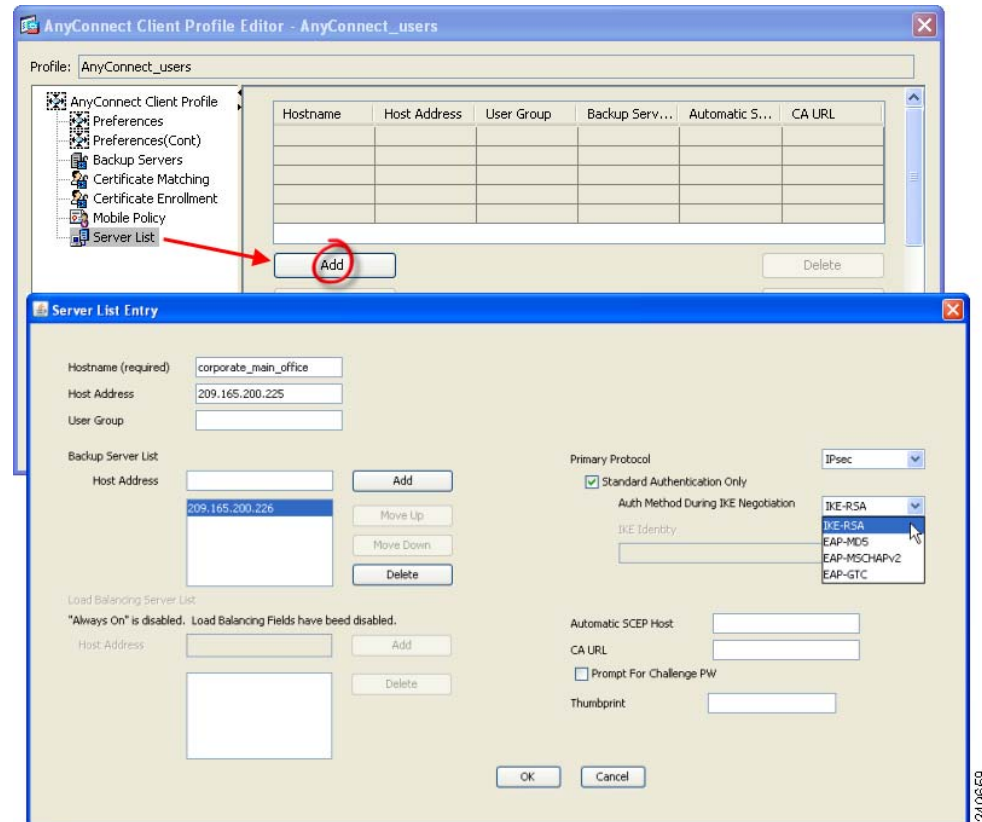 AnyConnect Client Profile Editor - AnyConnect_users
Profile: AnyConnect_users
AnyConnect Client Profile
Preferences
Preferences(Cont)
Backup Servers
Certificate Matching
Certificate Enrollment
Mobile Policy
Server List
Hostname Host Address User Group Backup Serv... Automatic S... CA URL
Add Delete
Server List Entry
Hostname (required) corporate_main_office
Host Address 209.165.200.225
User Group
Backup Server List
Host Address Add
209.165.200.226
Move Up
Move Down
Delete
Primary Protocol IPsec
Standard Authentication Only
Auth Method During IKE Negotiation IKE-RSA
IKE-RSA
EAP-MD5
EAP-MSCHAPv2
EAP-GTC
IKE Identity
Load Balancing Server List
"Always On" is disabled. Load Balancing Fields have beed disabled.
Host Address Add
Delete
Automatic SCEP Host
CA URL
Prompt For Challenge PW
Thumbprint
OK Cancel